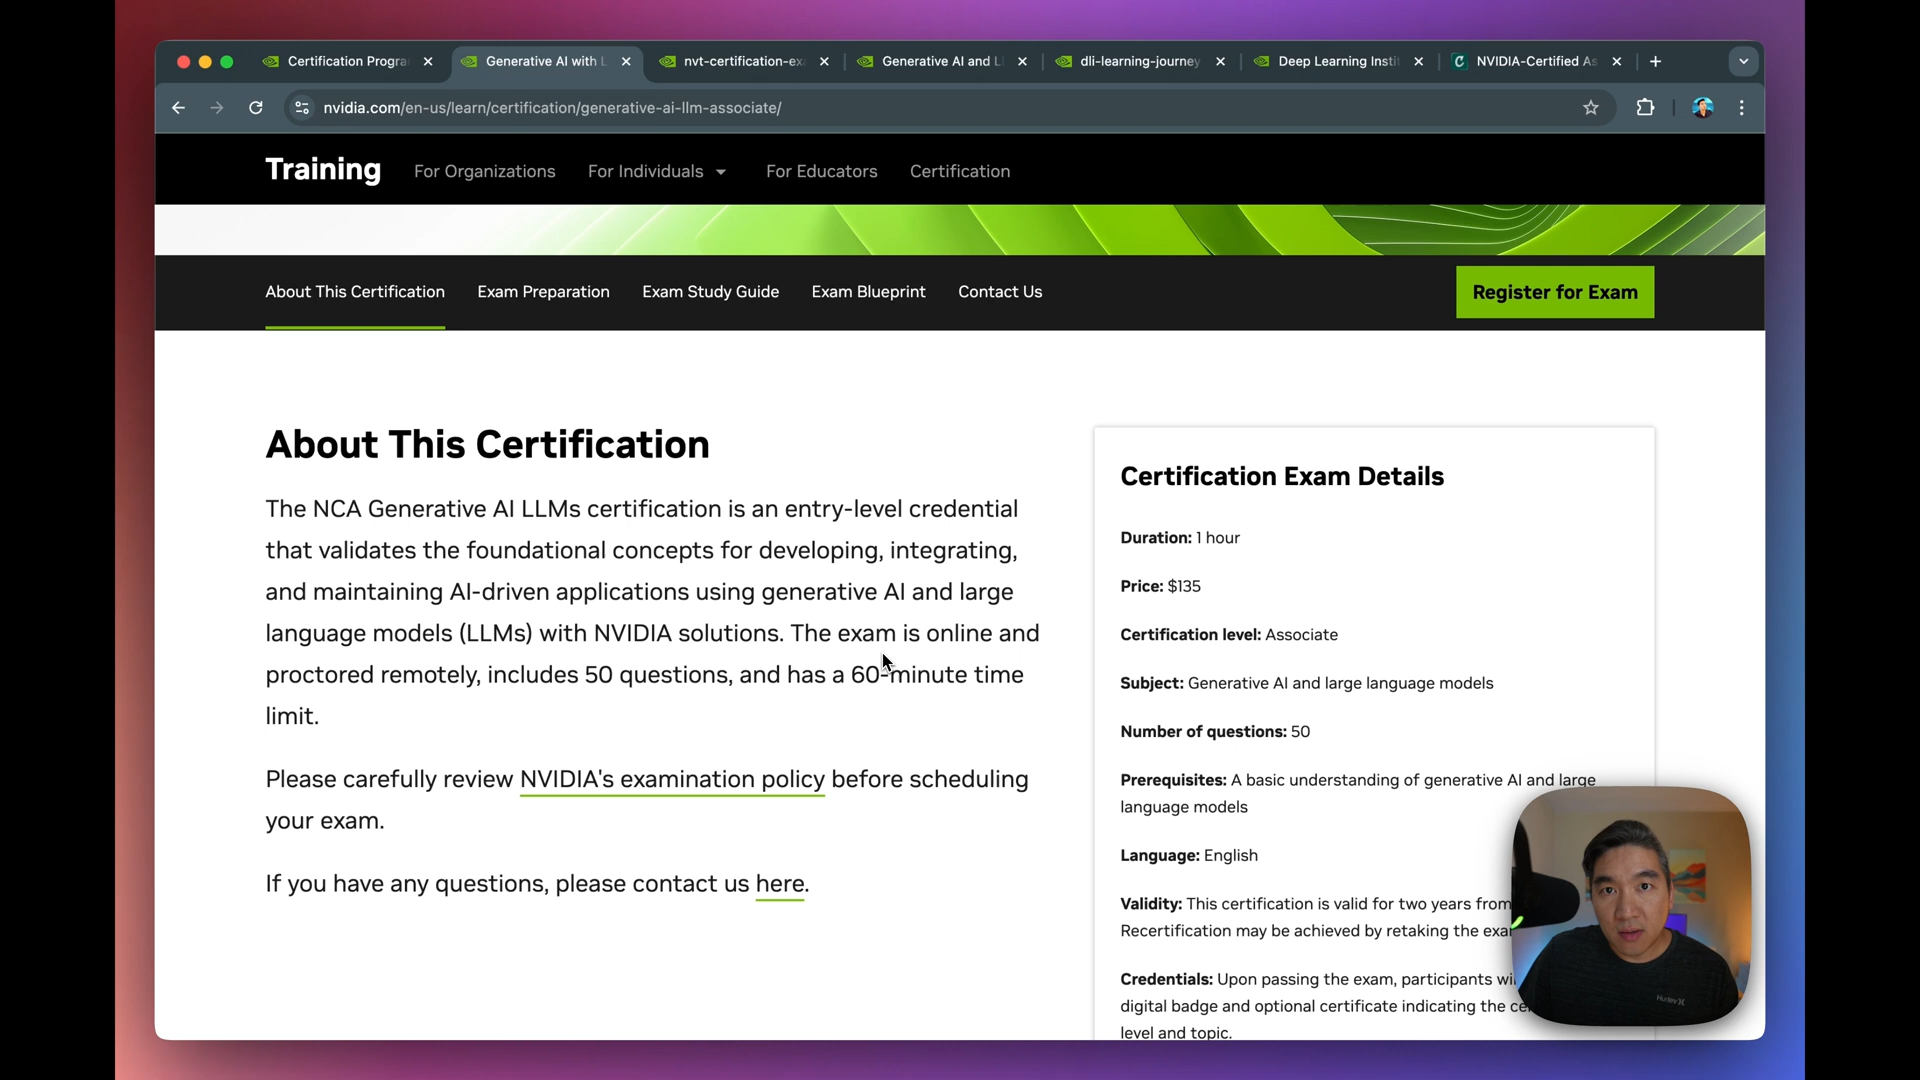 Certification Progra
Generative AI with L
nvt-certification-ex
Generative AI and L
dli-learning-journey
Deep Learning Insti
NVIDIA-Certified As
nvidia.com/en-us/learn/certification/generative-ai-llm-associate/
Training
For Organizations
For Individuals
For Educators
Certification
About This Certification
Exam Preparation
Exam Study Guide
Exam Blueprint
Contact Us
Register for Exam
About This Certification
The NCA Generative AI LLMs certification is an entry-level credential
that validates the foundational concepts for developing, integrating,
and maintaining AI-driven applications using generative AI and large
language models (LLMs) with NVIDIA solutions. The exam is online and
proctored remotely, includes 50 questions, and has a 60-minute time
limit.
Please carefully review NVIDIA's examination policy before scheduling
your exam.
If you have any questions, please contact us here.
Certification Exam Details
Duration: 1 hour
Price: $135
Certification level: Associate
Subject: Generative AI and large language models
Number of questions: 50
Prerequisites: A basic understanding of generative AI and large
language models
Language: English
Validity: This certification is valid for two years from
Recertification may be achieved by retaking the exa
Credentials: Upon passing the exam, participants wi
digital badge and optional certificate indicating the ce
level and topic.
Hurley